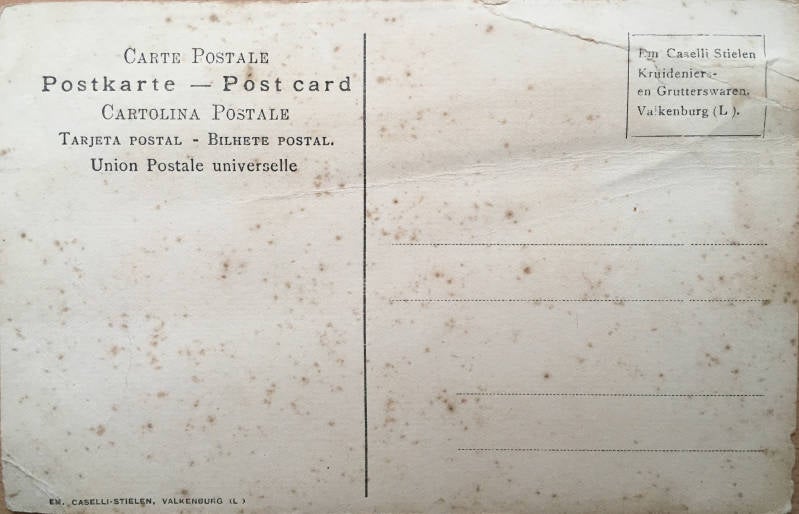 CARTE POSTALE
Postkarte — Post card
CARTOLINA POSTALE
TARJETA POSTAL - BILHETE POSTAL.
Union Postale universelle
Em Caselli Stielen
Kruideniers-
en Grutterswaren.
Valkenburg (L).
EM. CASELLI-STIELEN, VALKENBURG (L)